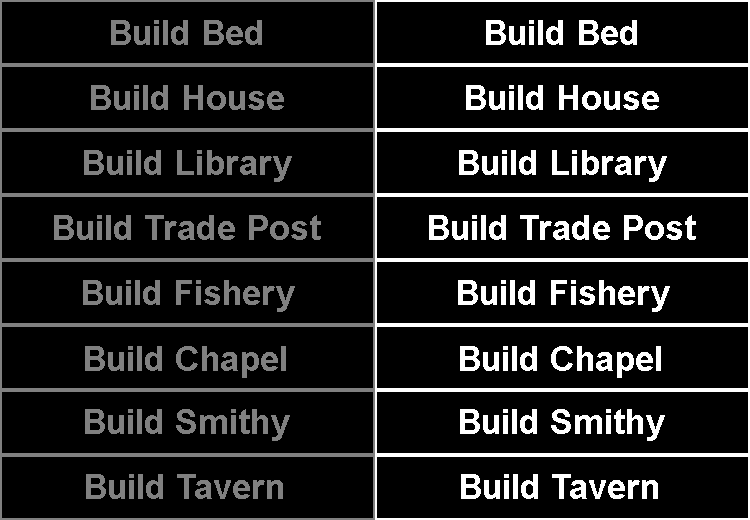 Build Bed Build Bed
Build House Build House
Build Library Build Library
Build Trade Post Build Trade Post
Build Fishery Build Fishery
Build Chapel Build Chapel
Build Smithy Build Smithy
Build Tavern Build Tavern